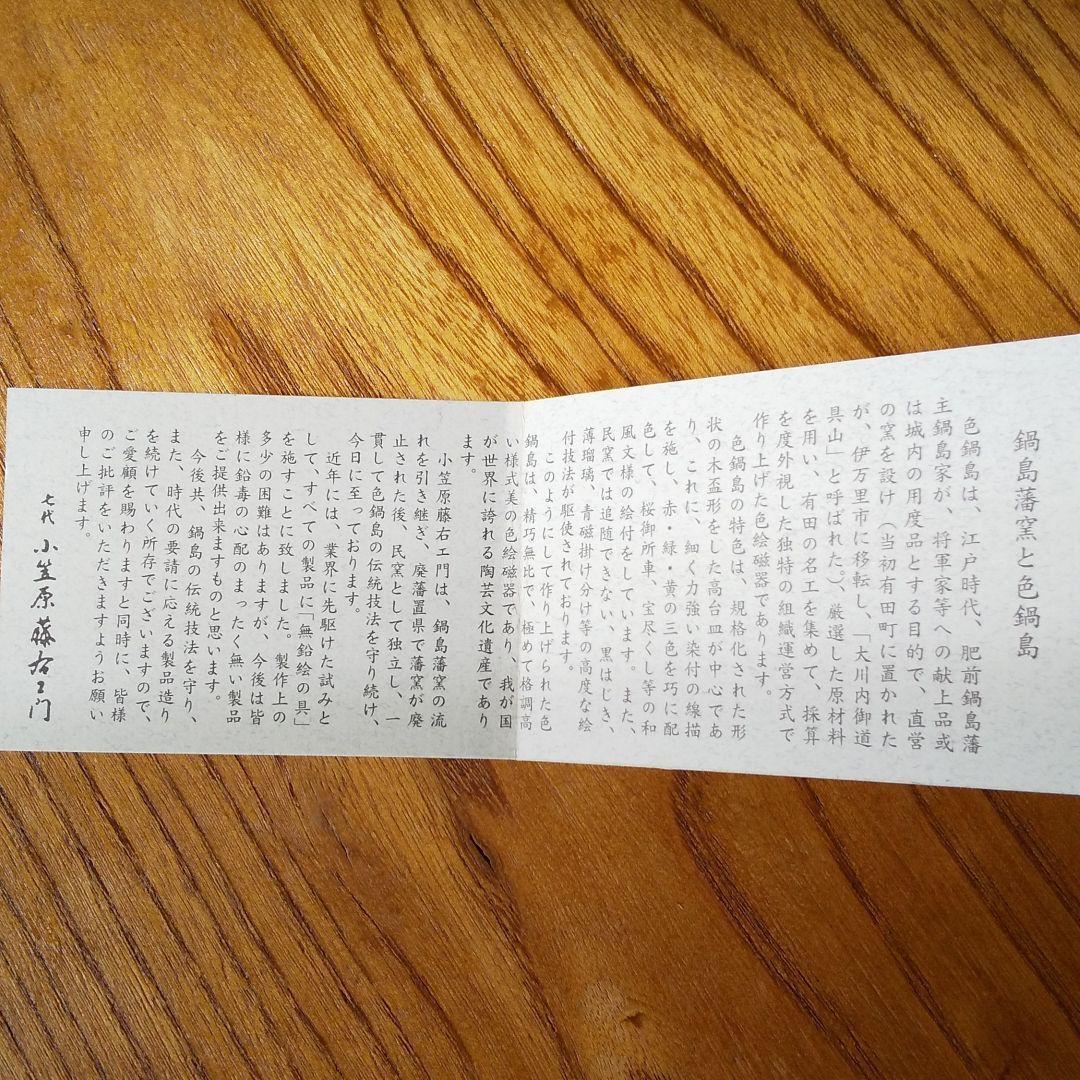 鍋島藩窯と色鍋島
色鍋島は、江戸時代、肥前鍋島藩
主鍋島家が、将軍家等への献上品或
は城内の用度品とする目的で、直営
の窯を設け（当初有田町に置かれた
が、伊万里市に移転し、「大川内御道
具山」と呼ばれた）、厳選した原材料
を用い、有田の名工を集めて、採算
を度外視した独特の組織運営方式で
作り上げた色絵磁器であります。
色鍋島の特色は、規格化された形
状の木盃形をした高台皿が中心であ
り、これに、細く力強い染付の線描
を施し、赤・緑・黄の三色を巧に配
色して、桜御所車、宝尽くし等の和
風文様の絵付をしています。また、
民窯では追随できない、黒はじき、
薄瑠璃、青磁掛け分け等の高度な絵
付技法が駆使されております。
このようにして作り上げられた色
鍋島は、精巧無比で、極めて格調高
い様式美の色絵磁器であり、我が国
が世界に誇れる陶芸文化遺産であり
ます。
小笠原藤右エ門は、鍋島藩窯の流
れを引き継ぎ、廃藩置県で藩窯が廃
止された後、民窯として独立し、一
貫して色鍋島の伝統技法を守り続け、
今日に至っております。
近年には、業界に先駆けた試みと
して、すべての製品に「無鉛絵の具」
を施すことに致しました。製作上の
多少の困難はありますが、今後は皆
様に鉛毒の心配のまったく無い製品
をご提供出来ますものと思います。
今後共、鍋島の伝統技法を守り、
また、時代の要請に応える製品造り
を続けていく所存でございますので、
ご愛顧を賜わりますと同時に、皆様
のご批評をいただきますようお願い
申し上げます。
七代 小笠原藤右エ門